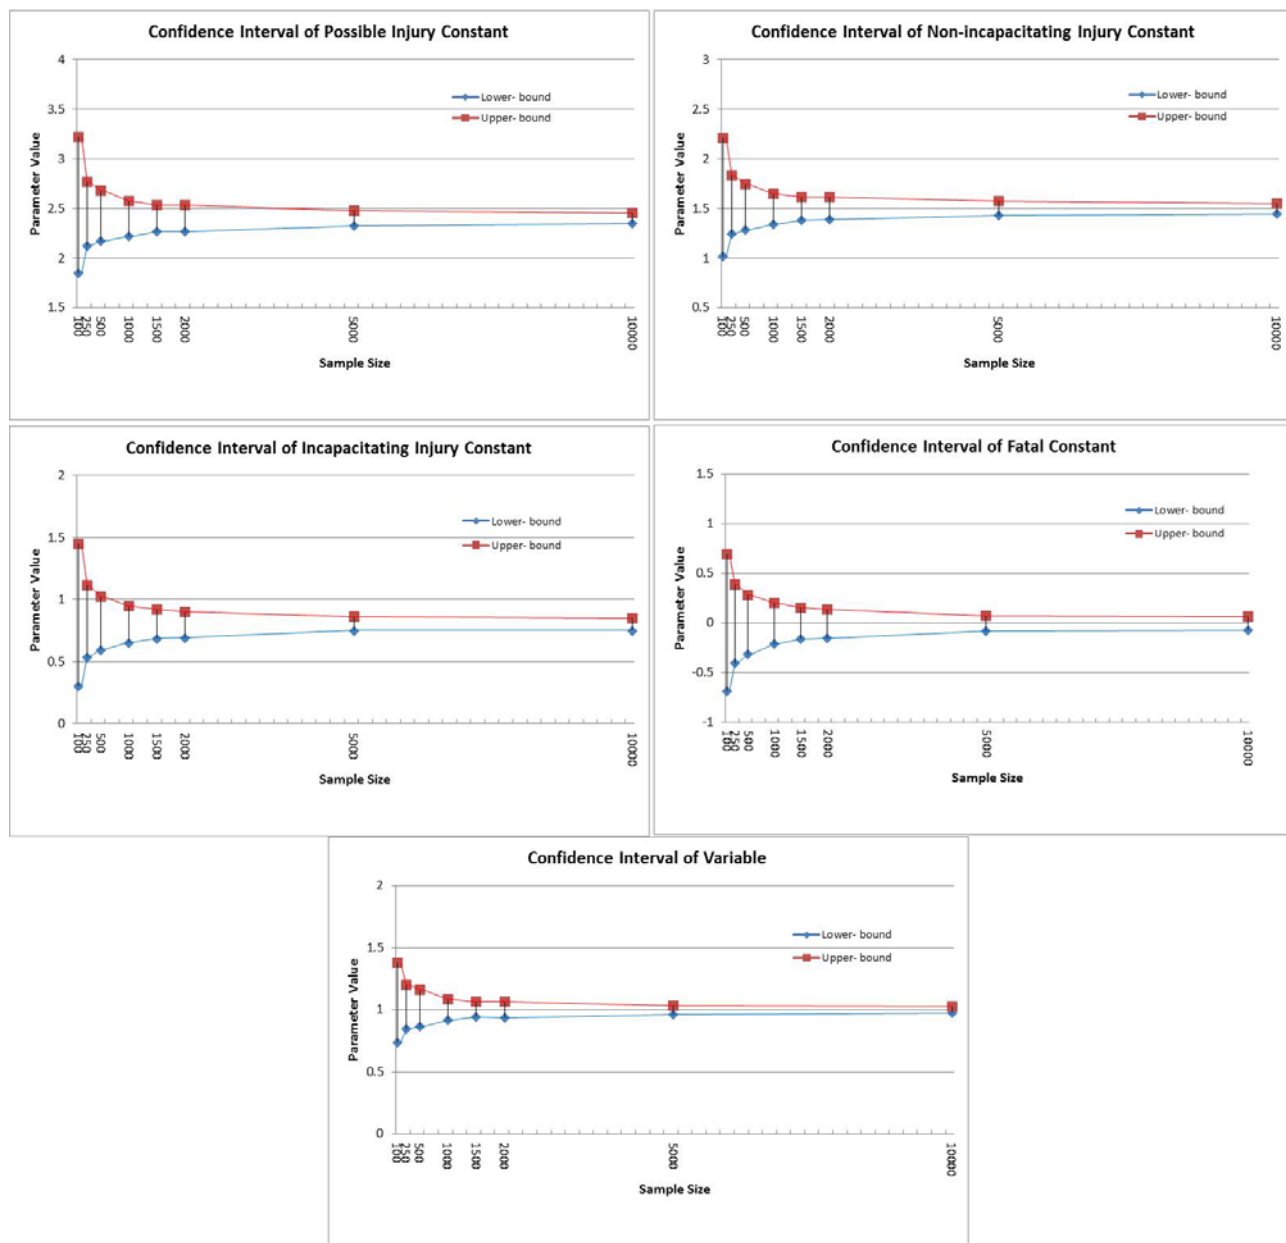 Confidence Interval of Possible Injury Constant
4
3.5
3
2.5
2
1.5
Parameter Value
Lower- bound
Upper- bound
100
250
500
1000
1500
2000
5000
10000
Sample Size
Confidence Interval of Non-incapacitating Injury Constant
3
2.5
2
1.5
1
0.5
Parameter Value
Lower- bound
Upper- bound
100
250
500
1000
1500
2000
5000
10000
Sample Size
Confidence Interval of Incapacitating Injury Constant
2
1.5
1
0.5
0
Parameter Value
Lower- bound
Upper- bound
100
250
500
1000
1500
2000
5000
10000
Sample Size
Confidence Interval of Fatal Constant
1.5
1
0.5
0
-0.5
-1
Parameter Value
Lower- bound
Upper- bound
100
250
500
1000
1500
2000
5000
10000
Sample Size
Confidence Interval of Variable
2
1.5
1
0.5
0
Parameter Value
Lower- bound
Upper- bound
100
250
500
1000
1500
2000
5000
10000
Sample Size